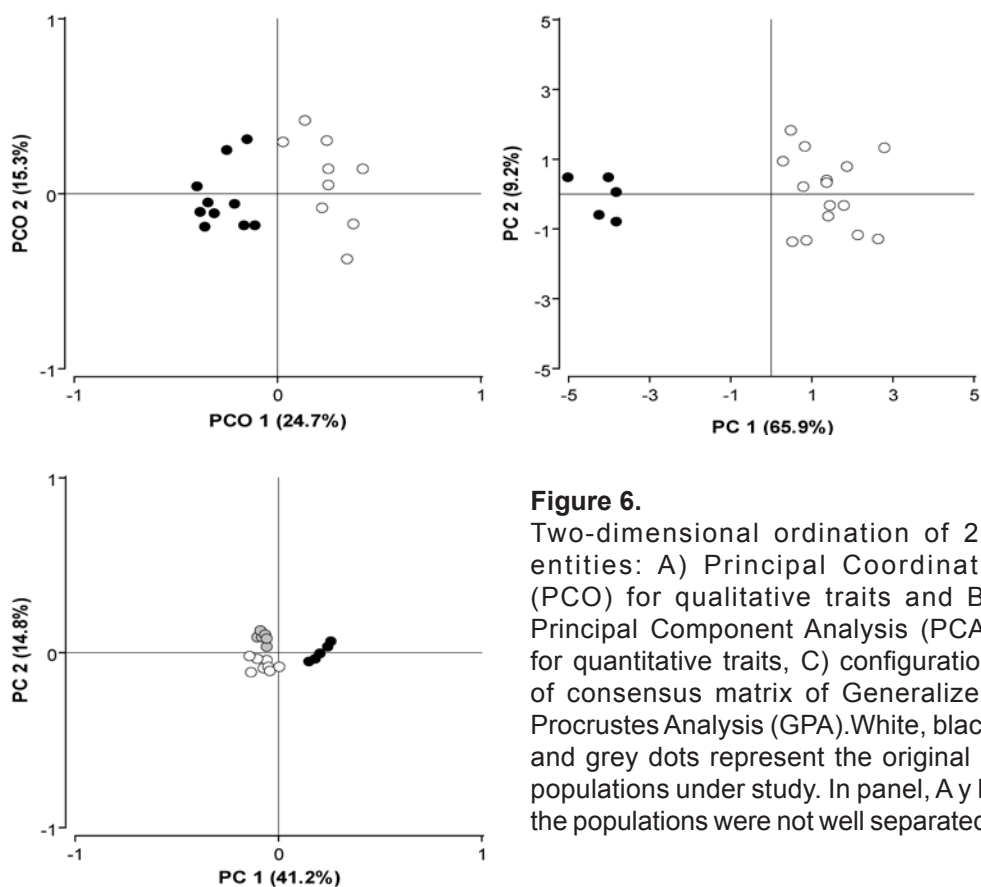 1
0
-1
PCO 2 (15.3%)
-1 0 1
PCO 1 (24.7%)
5
3
1
-1
-3
-5
PC 2 (9.2%)
-5 -3 -1 1 3 5
PC 1 (65.9%)
1
0
-1
PC 2 (14.8%)
-1 0 1
PC 1 (41.2%)
Figure 6.
Two-dimensional ordination of 2
entities: A) Principal Coordinat
(PCO) for qualitative traits and B
Principal Component Analysis (PCA
for quantitative traits, C) configuration
of consensus matrix of Generalize
Procrustes Analysis (GPA).White, blac
and grey dots represent the original
populations under study. In panel, A y
the populations were not well separated